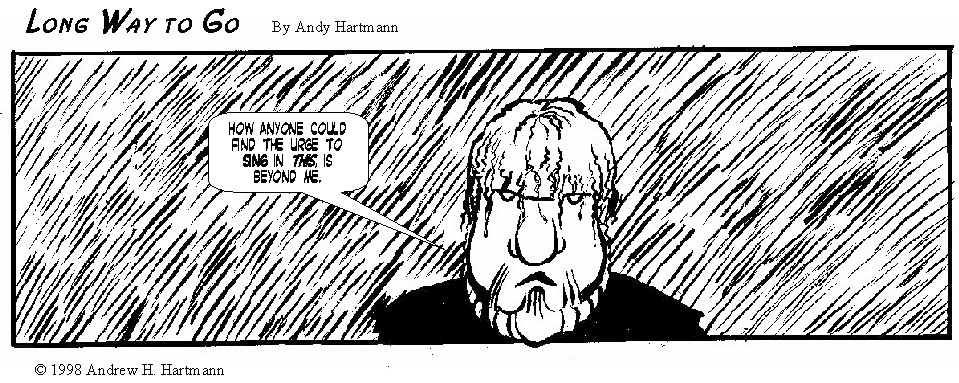 LONG WAY TO GO By Andy Hartmann
HOW ANYONE COULD
FIND THE URGE TO
SING IN THIS, IS
BEYOND ME.
© 1998 Andrew H. Hartmann